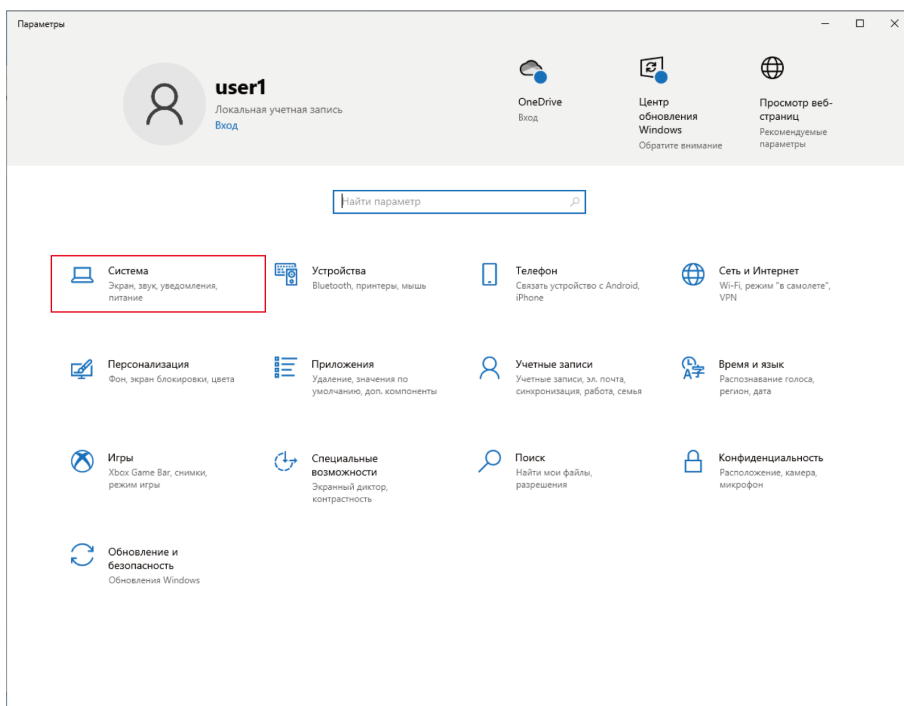 Параметры
user1
Локальная учетная запись
Вход
OneDrive
Вход
Центр
обновления
Windows
Обратите внимание
Просмотр веб-
страниц
Рекомендуемые
параметры
Найти параметр
Система
Экран, звук, уведомления,
питание
Устройства
Bluetooth, принтеры, мышь
Телефон
Связать устройство с Android,
iPhone
Сеть и Интернет
Wi-Fi, режим "в самолете",
VPN
Персонализация
Фон, экран блокировки, цвета
Приложения
Удаление, значения по
умолчанию, доп. компоненты
Учетные записи
Учетные записи, эл. почта,
синхронизация, работа, семья
Время и язык
Распознавание голоса,
регион, дата
Игры
Xbox Game Bar, снимки,
режим игры
Специальные
возможности
Экранный диктор,
контрастность
Поиск
Найти мои файлы,
разрешения
Конфиденциальность
Расположение, камера,
микрофон
Обновление и
безопасность
Обновления Windows